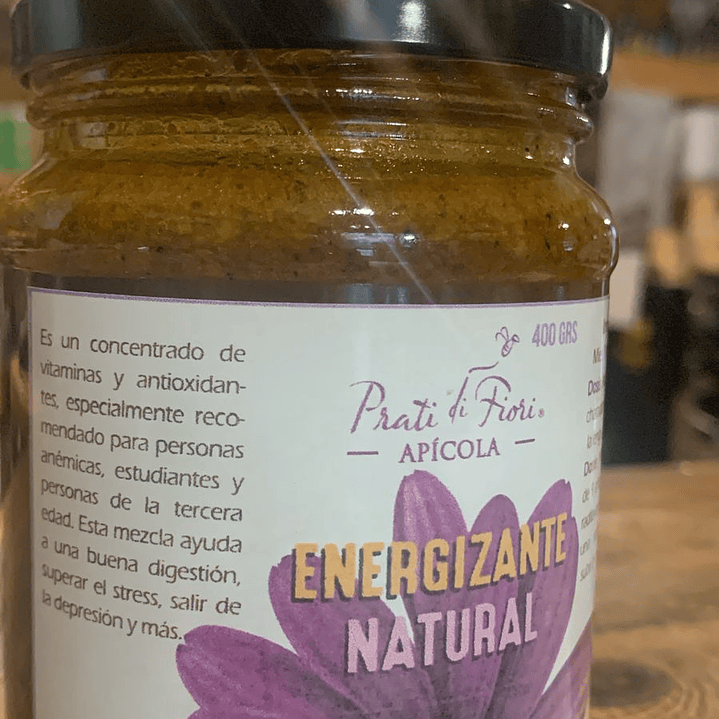 Es un concentrado de
vitaminas y antioxidan-
tes, especialmente reco-
mendado para personas
anémicas, estudiantes y
personas de la tercera
edad. Esta mezcla ayuda
a una buena digestión,
superar el stress, salir de
la depresión y más.
400 GRS
Prati di Fiori®
— APÍCOLA —
ENERGIZANTE
NATURAL